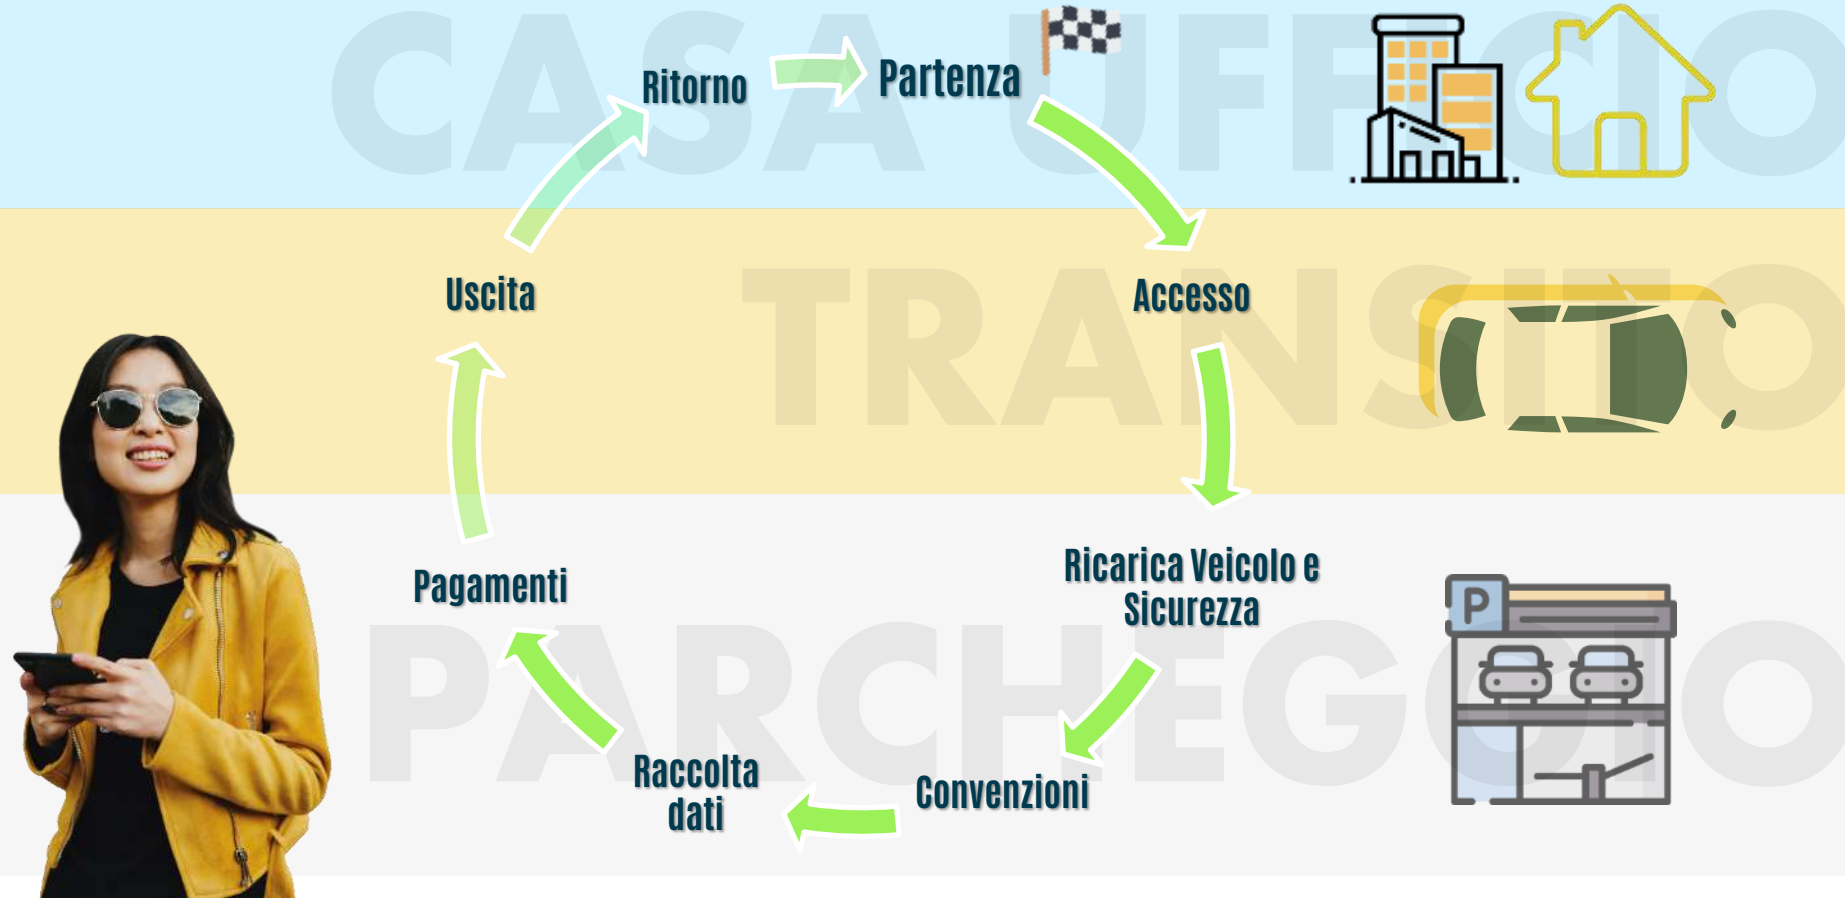 CASA UFFICIO
Ritorno
Partenza
Uscita
Accesso
TRANSITO
Pagamenti
Ricarica Veicolo e
Sicurezza
P
PARCHEGGIO
Raccolta
dati
Convenzioni